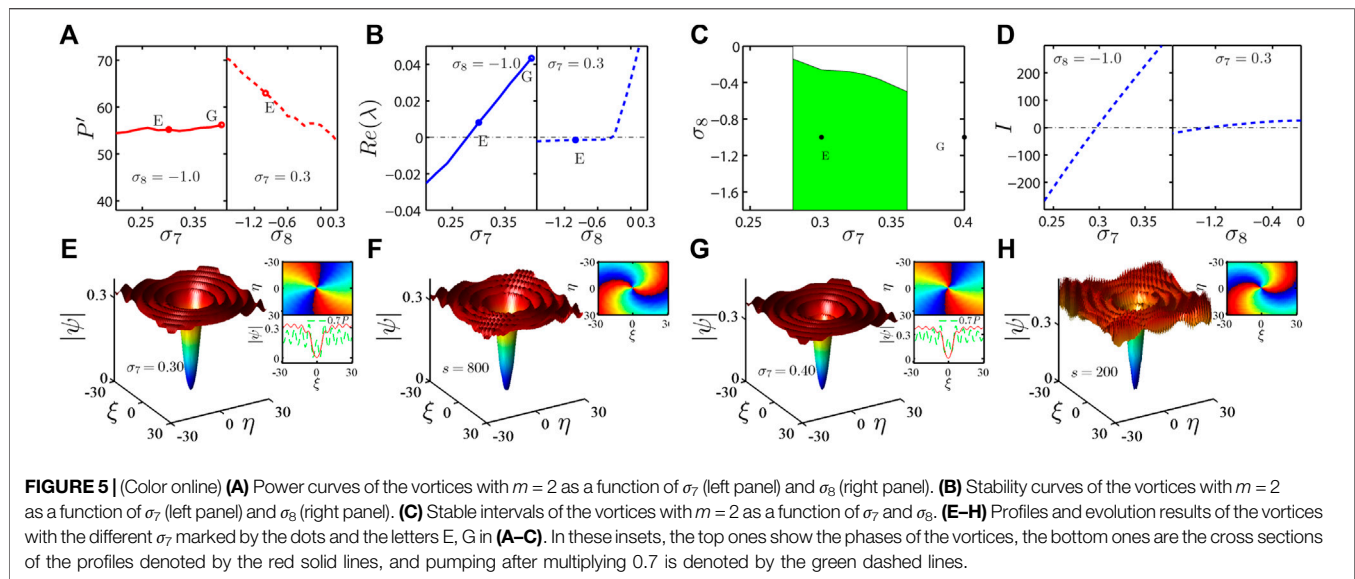 A
P′
70
60
50
40
σ8 = −1.0
σ7 = 0.3
E
G
E
0.25
0.35
−1.2
−0.6
0
0.3
σ7
σ8
B
Re(λ)
0.04
0.02
0
−0.02
−0.04
σ8 = −1.0
σ7 = 0.3
G
E
E
0.25
0.35
−1.2
−0.6
0
0.3
σ7
σ8
C
σ8
0
−0.4
−0.8
−1.2
−1.6
E
G
0.3
0.4
σ7
D
I
300
200
100
0
−100
−200
σ8 = −1.0
σ7 = 0.3
0.25
0.3
0.35
−1.2
−0.4
0
σ7
σ8
E
|ψ|
0.3
0
σ7 = 0.30
-30
ξ
30
-30
0
η
30
-30
η
0
30
|ψ|
0.3
0
0.7P
-30
0
30
ξ
F
|ψ|
0.3
0
s = 800
-30
ξ
30
-30
0
η
30
-30
η
0
30
-30
0
30
ξ
G
|ψ|
0.3
0
σ7 = 0.40
-30
ξ
30
-30
0
η
30
-30
η
0
30
|ψ|
0.3
0
0.7P
-30
0
30
ξ
H
|ψ|
0.3
0
s = 200
-30
ξ
30
-30
0
η
30
-30
η
0
30
-30
0
30
ξ
FIGURE 5 | (Color online) (A) Power curves of the vortices with m = 2 as a function of σ7 (left panel) and σ8 (right panel). (B) Stability curves of the vortices with m = 2
as a function of σ7 (left panel) and σ8 (right panel). (C) Stable intervals of the vortices with m = 2 as a function of σ7 and σ8. (E–H) Profiles and evolution results of the vortices
with the different σ7 marked by the dots and the letters E, G in (A–C). In these insets, the top ones show the phases of the vortices, the bottom ones are the cross sections
of the profiles denoted by the red solid lines, and pumping after multiplying 0.7 is denoted by the green dashed lines.